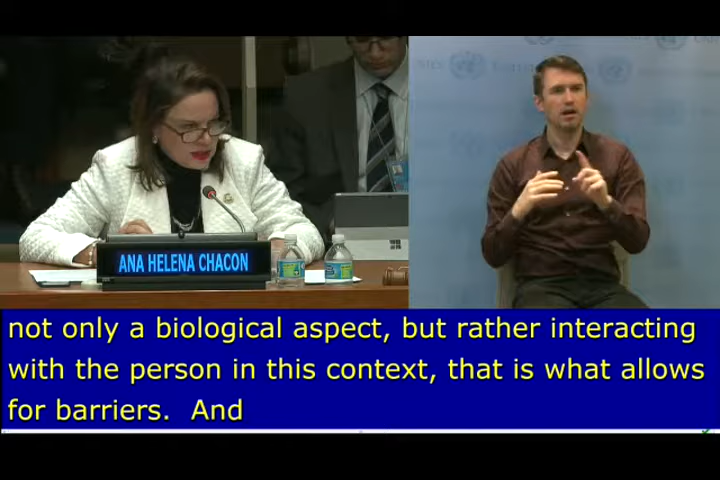 ANA HELENA CHACON
not only a biological aspect, but rather interacting
with the person in this context, that is what allows
for barriers.  And